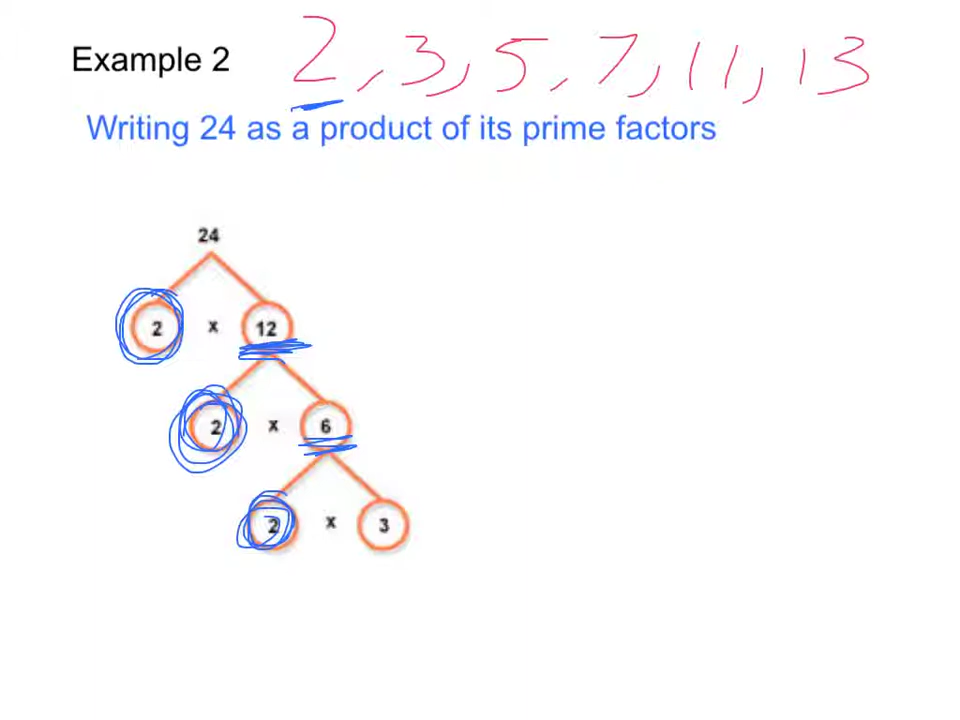 Example 2 2, 3, 5, 7, 11, 13
Writing 24 as a product of its prime factors
24
2 x 12
2 x 6
2 x 3